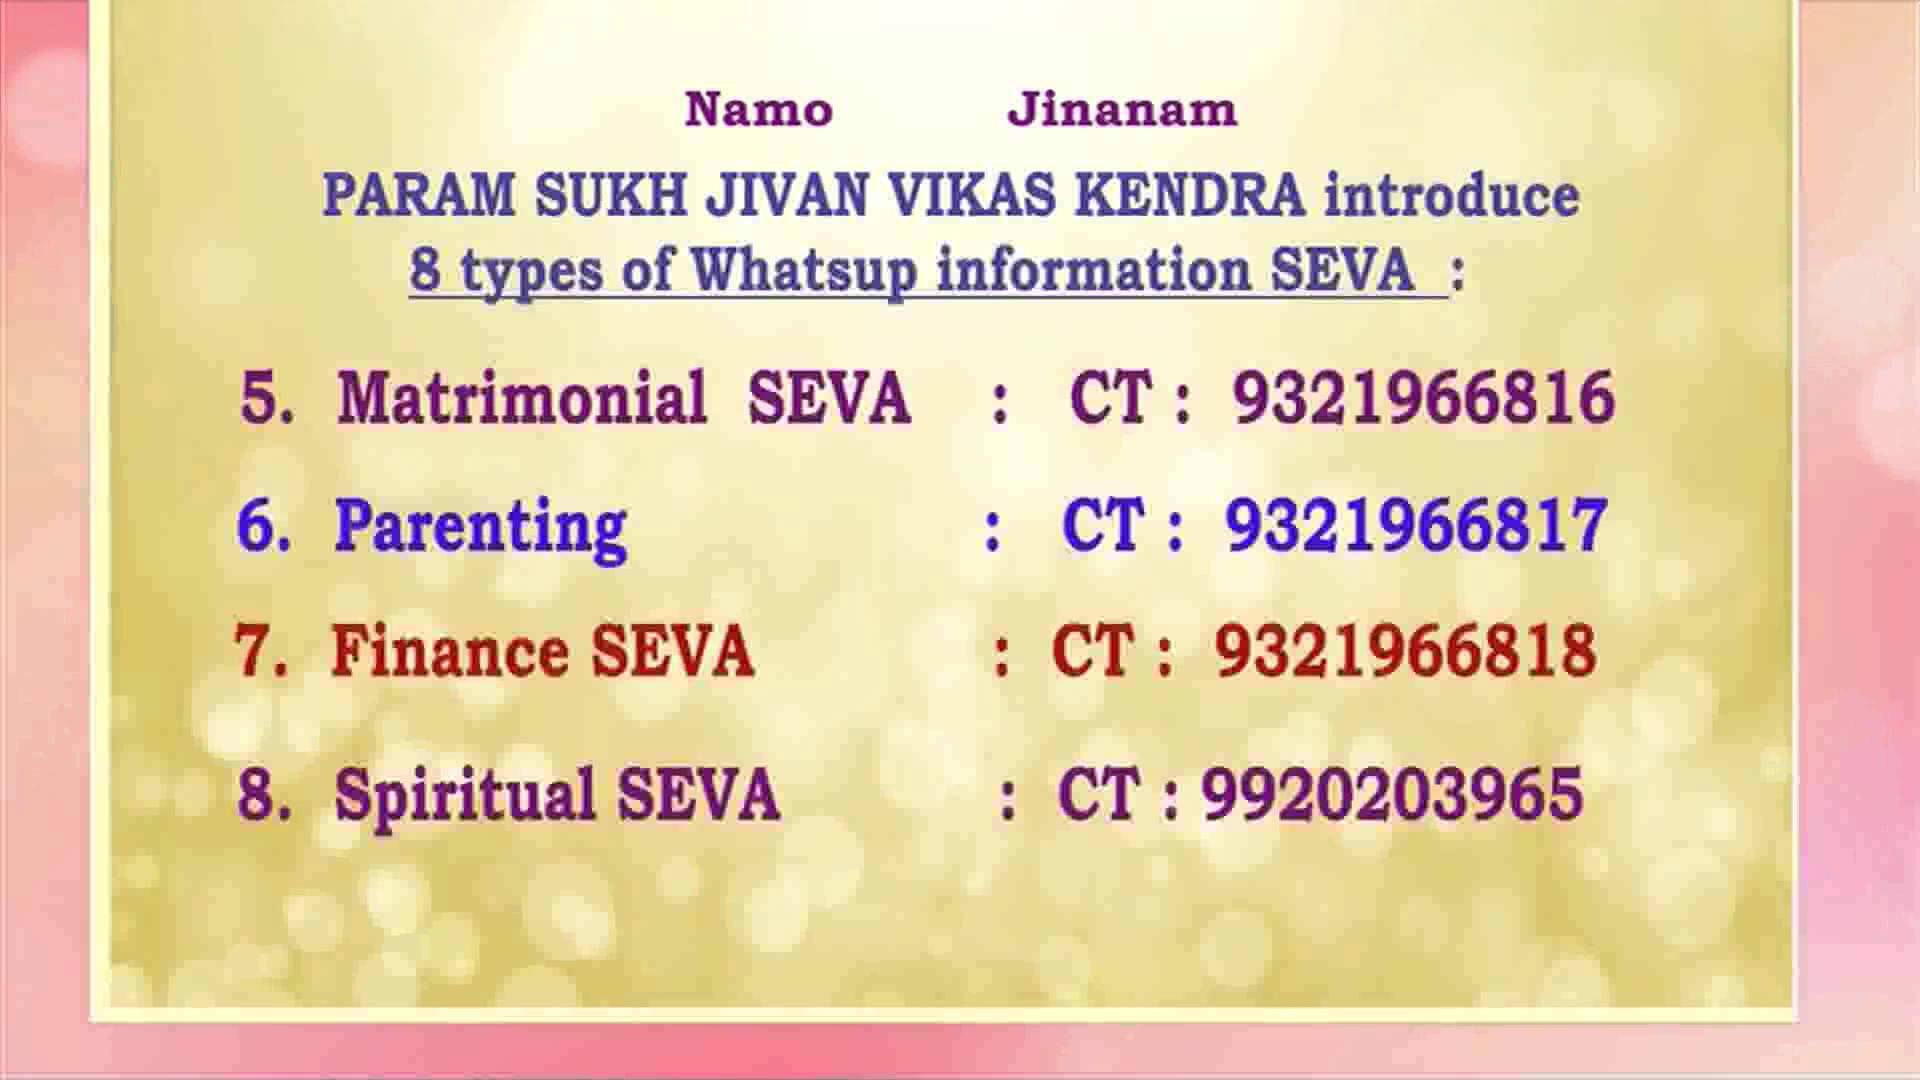 Namo Jinanam
PARAM SUKH JIVAN VIKAS KENDRA introduce
8 types of Whatsup information SEVA :
5. Matrimonial SEVA : CT : 9321966816
6. Parenting : CT : 9321966817
7. Finance SEVA : CT : 9321966818
8. Spiritual SEVA : CT : 9920203965